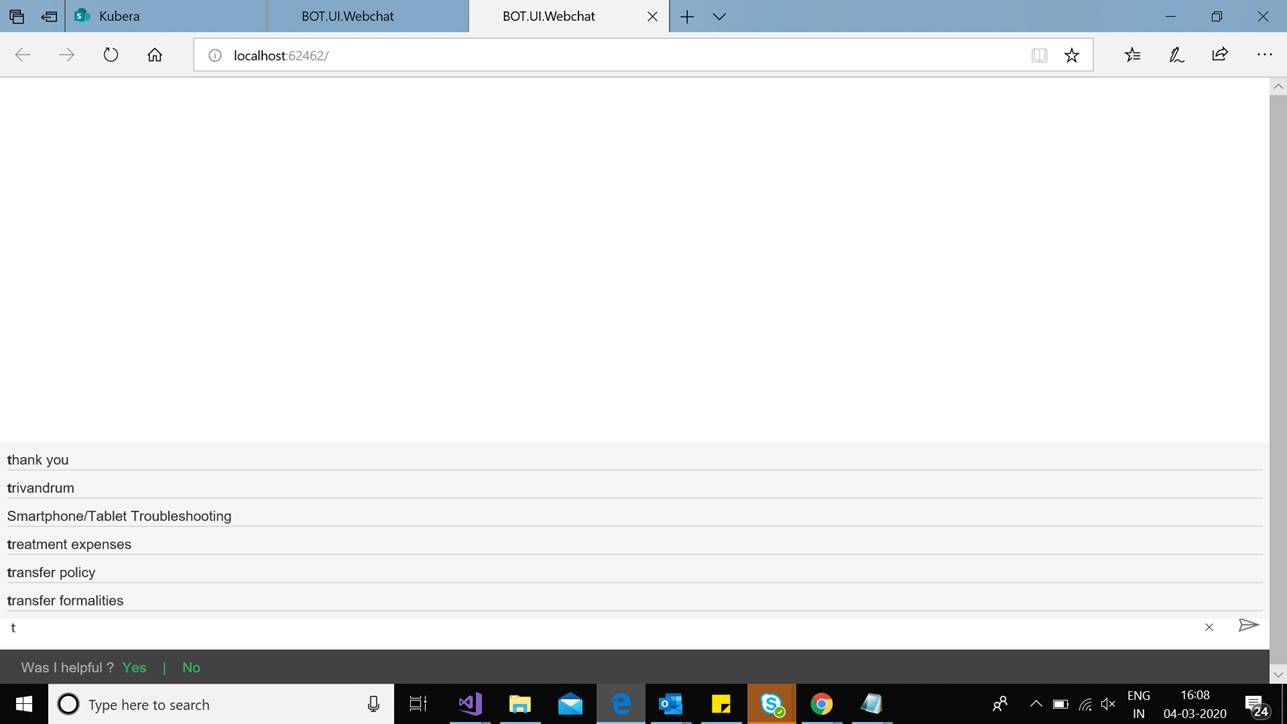 Kubera
BOT.UI.Webchat
BOT.UI.Webchat
localhost:62462/
thank you
trivandrum
Smartphone/Tablet Troubleshooting
treatment expenses
transfer policy
transfer formalities
t
Was I helpful ? Yes | No
Type here to search
ENG
IN
16:08
04-03-2020
24